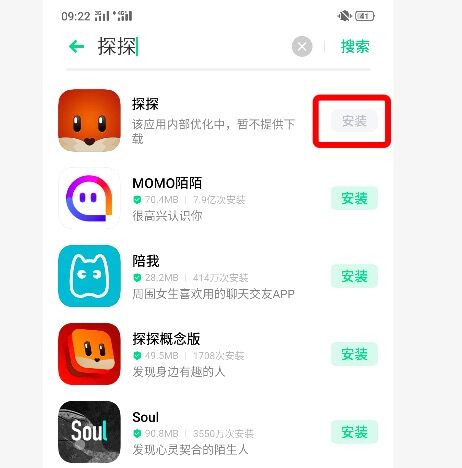 09:22 41
探探 搜索
探探
该应用内部优化中，暂不提供下
载
安装
MOMO陌陌
70.4MB | 7.9亿次安装
很高兴认识你
安装
陪我
28.2MB | 414万次安装
周围女生喜欢用的聊天交友APP
安装
探探概念版
49.5MB | 1708次安装
发现身边有趣的人
安装
Soul
Soul
90.8MB | 3550万次安装
发现心灵契合的陌生人
安装